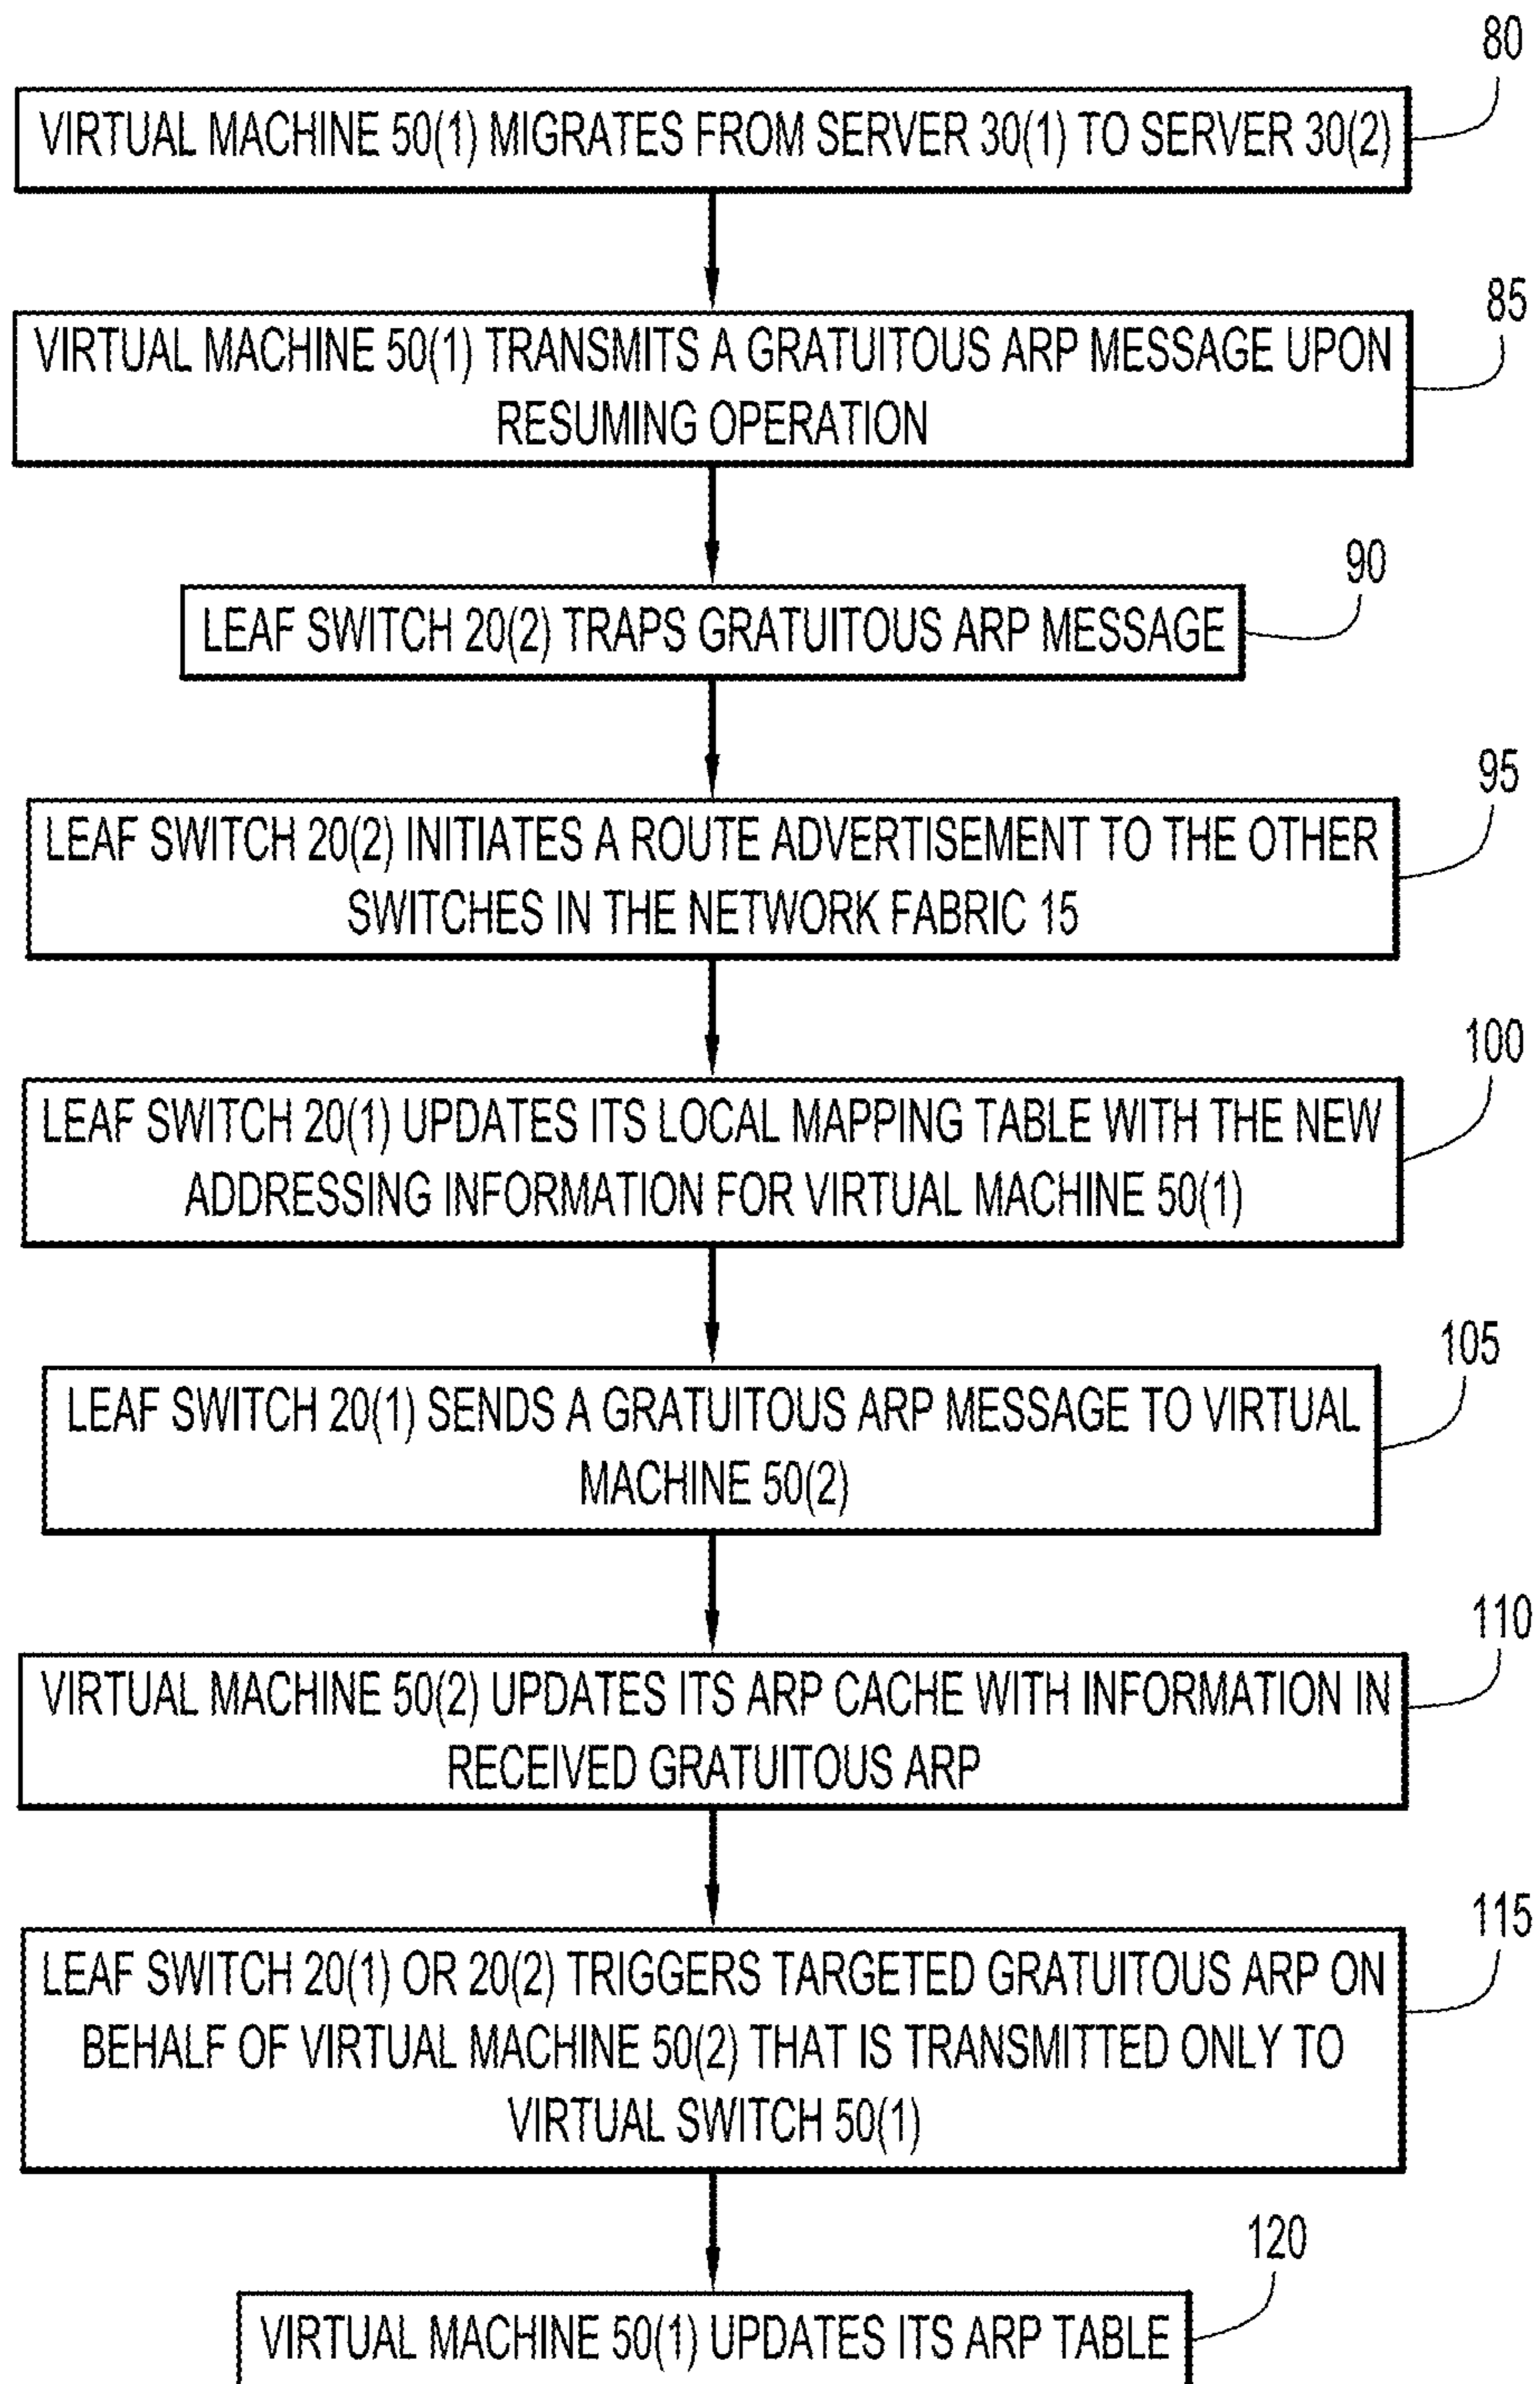 80
VIRTUAL MACHINE 50(1) MIGRATES FROM SERVER 30(1) TO SERVER 30(2)
85
VIRTUAL MACHINE 50(1) TRANSMITS A GRATUITOUS ARP MESSAGE UPON
RESUMING OPERATION
90
LEAF SWITCH 20(2) TRAPS GRATUITOUS ARP MESSAGE
95
LEAF SWITCH 20(2) INITIATES A ROUTE ADVERTISEMENT TO THE OTHER
SWITCHES IN THE NETWORK FABRIC 15
100
LEAF SWITCH 20(1) UPDATES ITS LOCAL MAPPING TABLE WITH THE NEW
ADDRESSING INFORMATION FOR VIRTUAL MACHINE 50(1)
105
LEAF SWITCH 20(1) SENDS A GRATUITOUS ARP MESSAGE TO VIRTUAL
MACHINE 50(2)
110
VIRTUAL MACHINE 50(2) UPDATES ITS ARP CACHE WITH INFORMATION IN
RECEIVED GRATUITOUS ARP
115
LEAF SWITCH 20(1) OR 20(2) TRIGGERS TARGETED GRATUITOUS ARP ON
BEHALF OF VIRTUAL MACHINE 50(2) THAT IS TRANSMITTED ONLY TO
VIRTUAL SWITCH 50(1)
120
VIRTUAL MACHINE 50(1) UPDATES ITS ARP TABLE